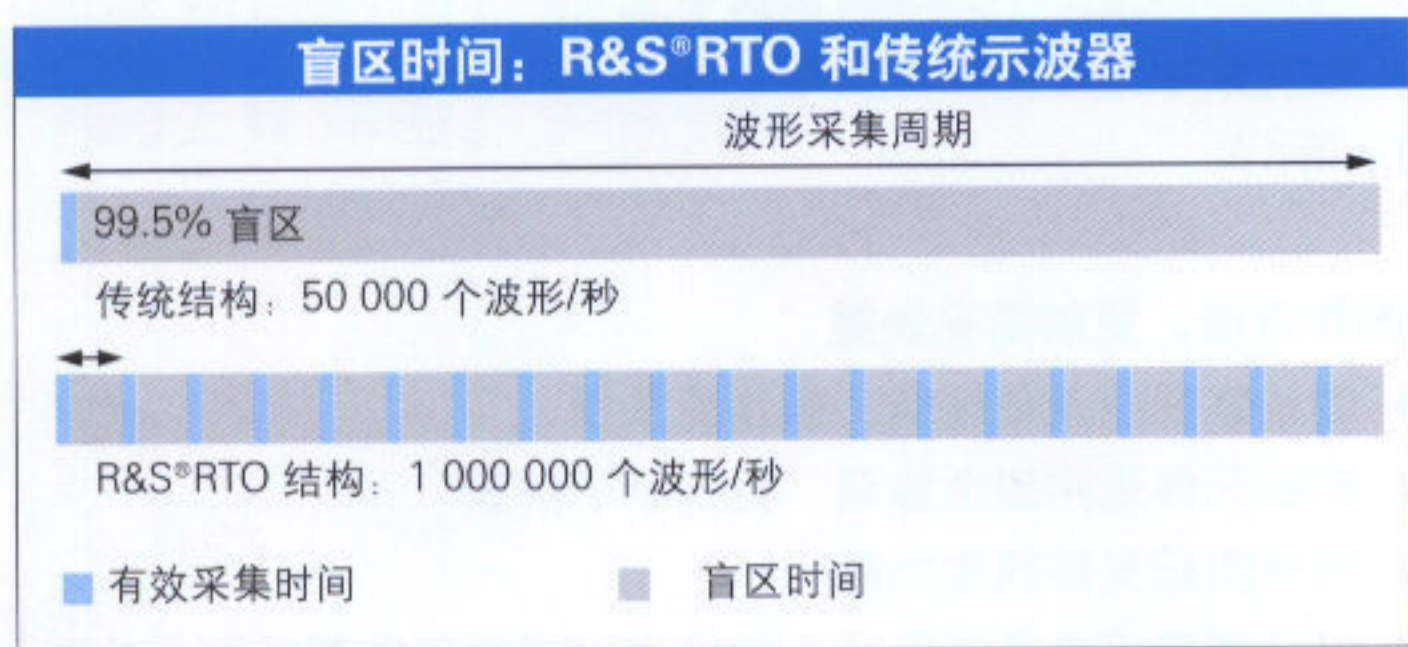 盲区时间：R&S®RTO 和传统示波器
波形采集周期
99.5% 盲区
传统结构：50 000 个波形/秒
R&S®RTO 结构：1 000 000 个波形/秒
有效采集时间
盲区时间